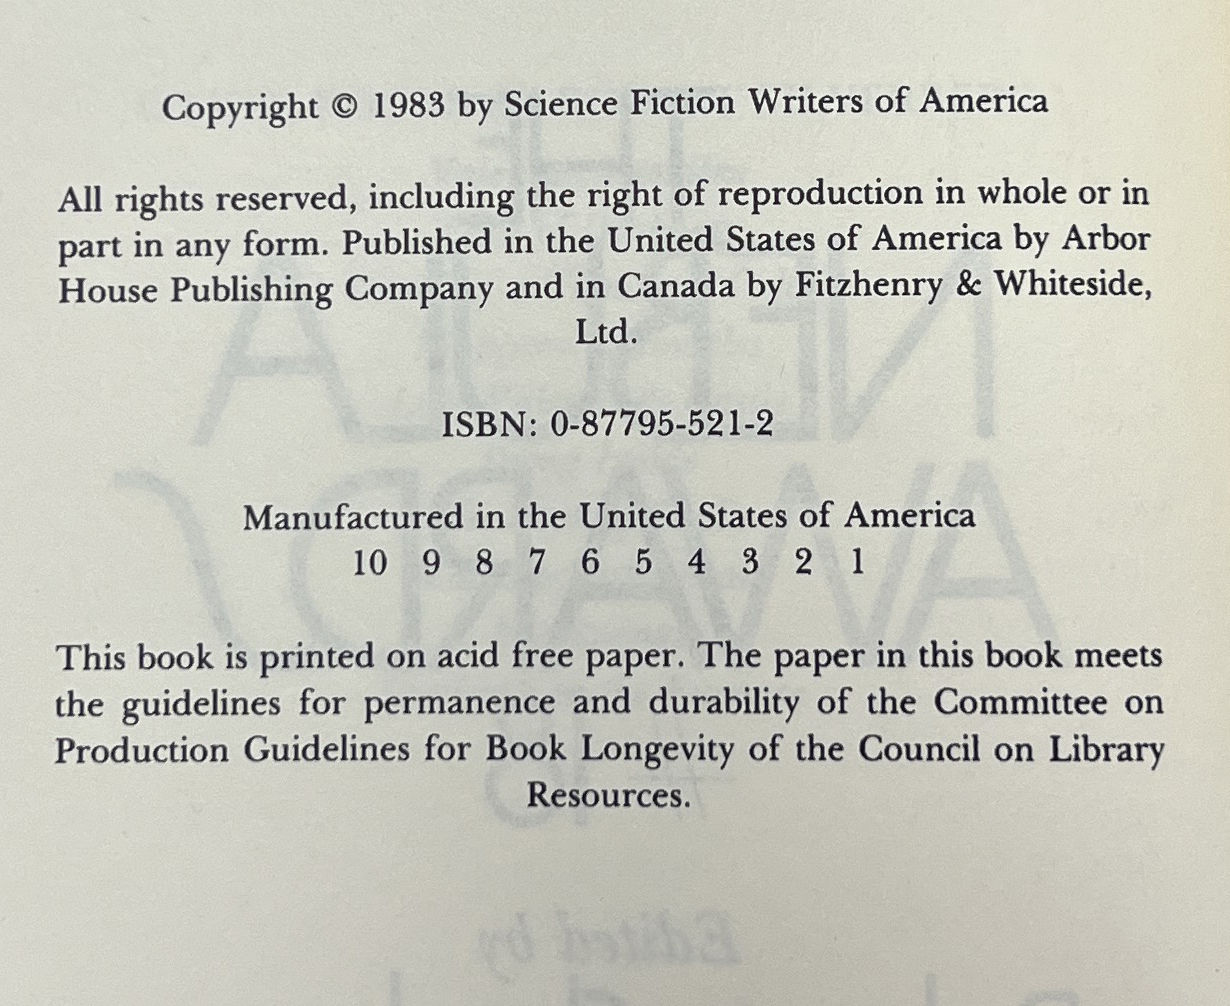 Copyright © 1983 by Science Fiction Writers of America
All rights reserved, including the right of reproduction in whole or in
part in any form. Published in the United States of America by Arbor
House Publishing Company and in Canada by Fitzhenry & Whiteside,
Ltd.
ISBN: 0-87795-521-2
Manufactured in the United States of America
10 9 8 7 6 5 4 3 2 1
This book is printed on acid free paper. The paper in this book meets
the guidelines for permanence and durability of the Committee on
Production Guidelines for Book Longevity of the Council on Library
Resources.
THE
NEBULA
AWARDS
Edited by